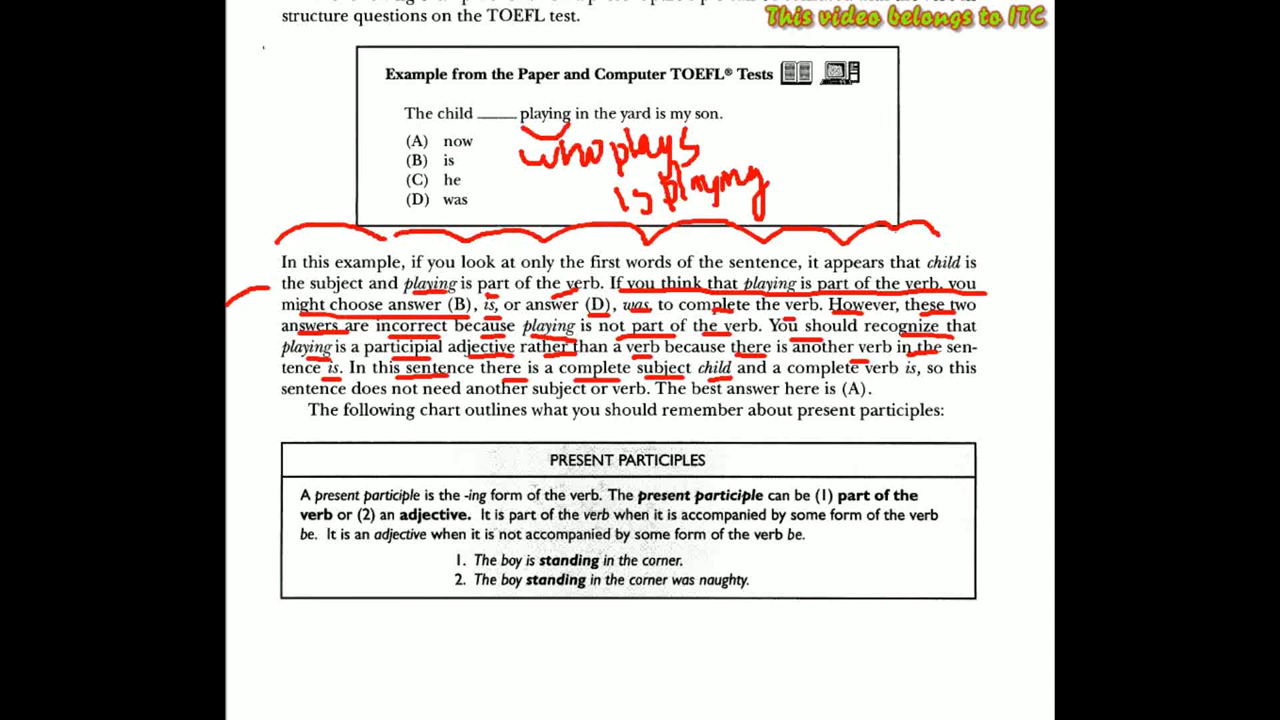 This video belongs to ITC
structure questions on the TOEFL test.
Example from the Paper and Computer TOEFL® Tests
The child ____ playing in the yard is my son.
(A) now
(B) is
(C) he
(D) was
who plays
is playing
In this example, if you look at only the first words of the sentence, it appears that child is
the subject and playing is part of the verb. If you think that playing is part of the verb, you
might choose answer (B), is, or answer (D), was, to complete the verb. However, these two
answers are incorrect because playing is not part of the verb. You should recognize that
playing is a participial adjective rather than a verb because there is another verb in the sen-
tence is. In this sentence there is a complete subject child and a complete verb is, so this
sentence does not need another subject or verb. The best answer here is (A).
The following chart outlines what you should remember about present participles:
PRESENT PARTICIPLES
A present participle is the -ing form of the verb. The present participle can be (1) part of the
verb or (2) an adjective. It is part of the verb when it is accompanied by some form of the verb
be. It is an adjective when it is not accompanied by some form of the verb be.
1. The boy is standing in the corner.
2. The boy standing in the corner was naughty.